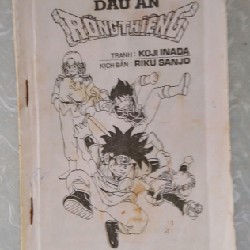 DẤU ẤN
RỒNG THIÊNG
TRANH : KOJI INADA
KỊCH BẢN : RIKU SANJO